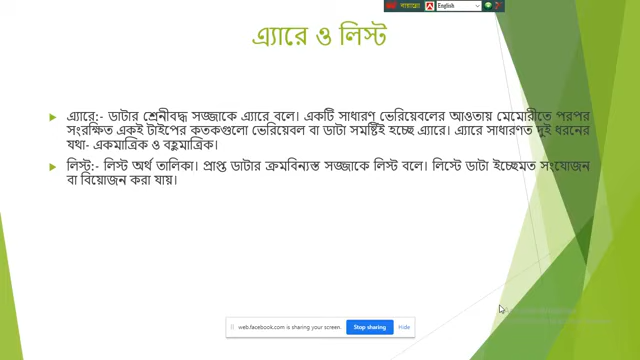 সারাংশে
English
এ্যারে ও লিস্ট
এ্যারে:- ডাটার শ্রেনীবদ্ধ সজ্জাকে এ্যারে বলে। একটি সাধারণ ভেরিয়েবলের আওতায় মেমোরীতে পরপর
সংরক্ষিত একই টাইপের কতকগুলো ভেরিয়েবল বা ডাটা সমষ্টিই হচ্ছে এ্যারে। এ্যারে সাধারণত দুই ধরনের
যথা- একমাত্রিক ও বহুমাত্রিক।
লিস্ট:- লিস্ট অর্থ তালিকা। প্রাপ্ত ডাটার ক্রমবিন্যস্ত সজ্জাকে লিস্ট বলে। লিস্টে ডাটা ইচ্ছেমত সংযোজন
বা বিয়োজন করা যায়।
web.facebook.com is sharing your screen.
Stop sharing
Hide